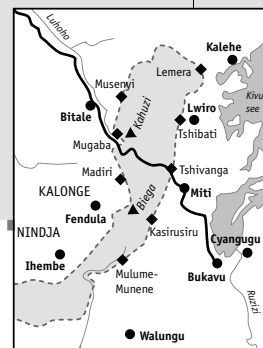 Luhoho
Kalehe
Lemera
Musenyi
Kivu
see
Kahuzi
Lwiro
Bitale
Tshibati
Mugaba
Madiri
Tshivanga
KALONGE
Miti
Biega
Fendula
NINDJA
Kasirusiru
Cyangugu
Ihembe
Mulume-
Munene
Bukavu
Ruzizi
Walungu